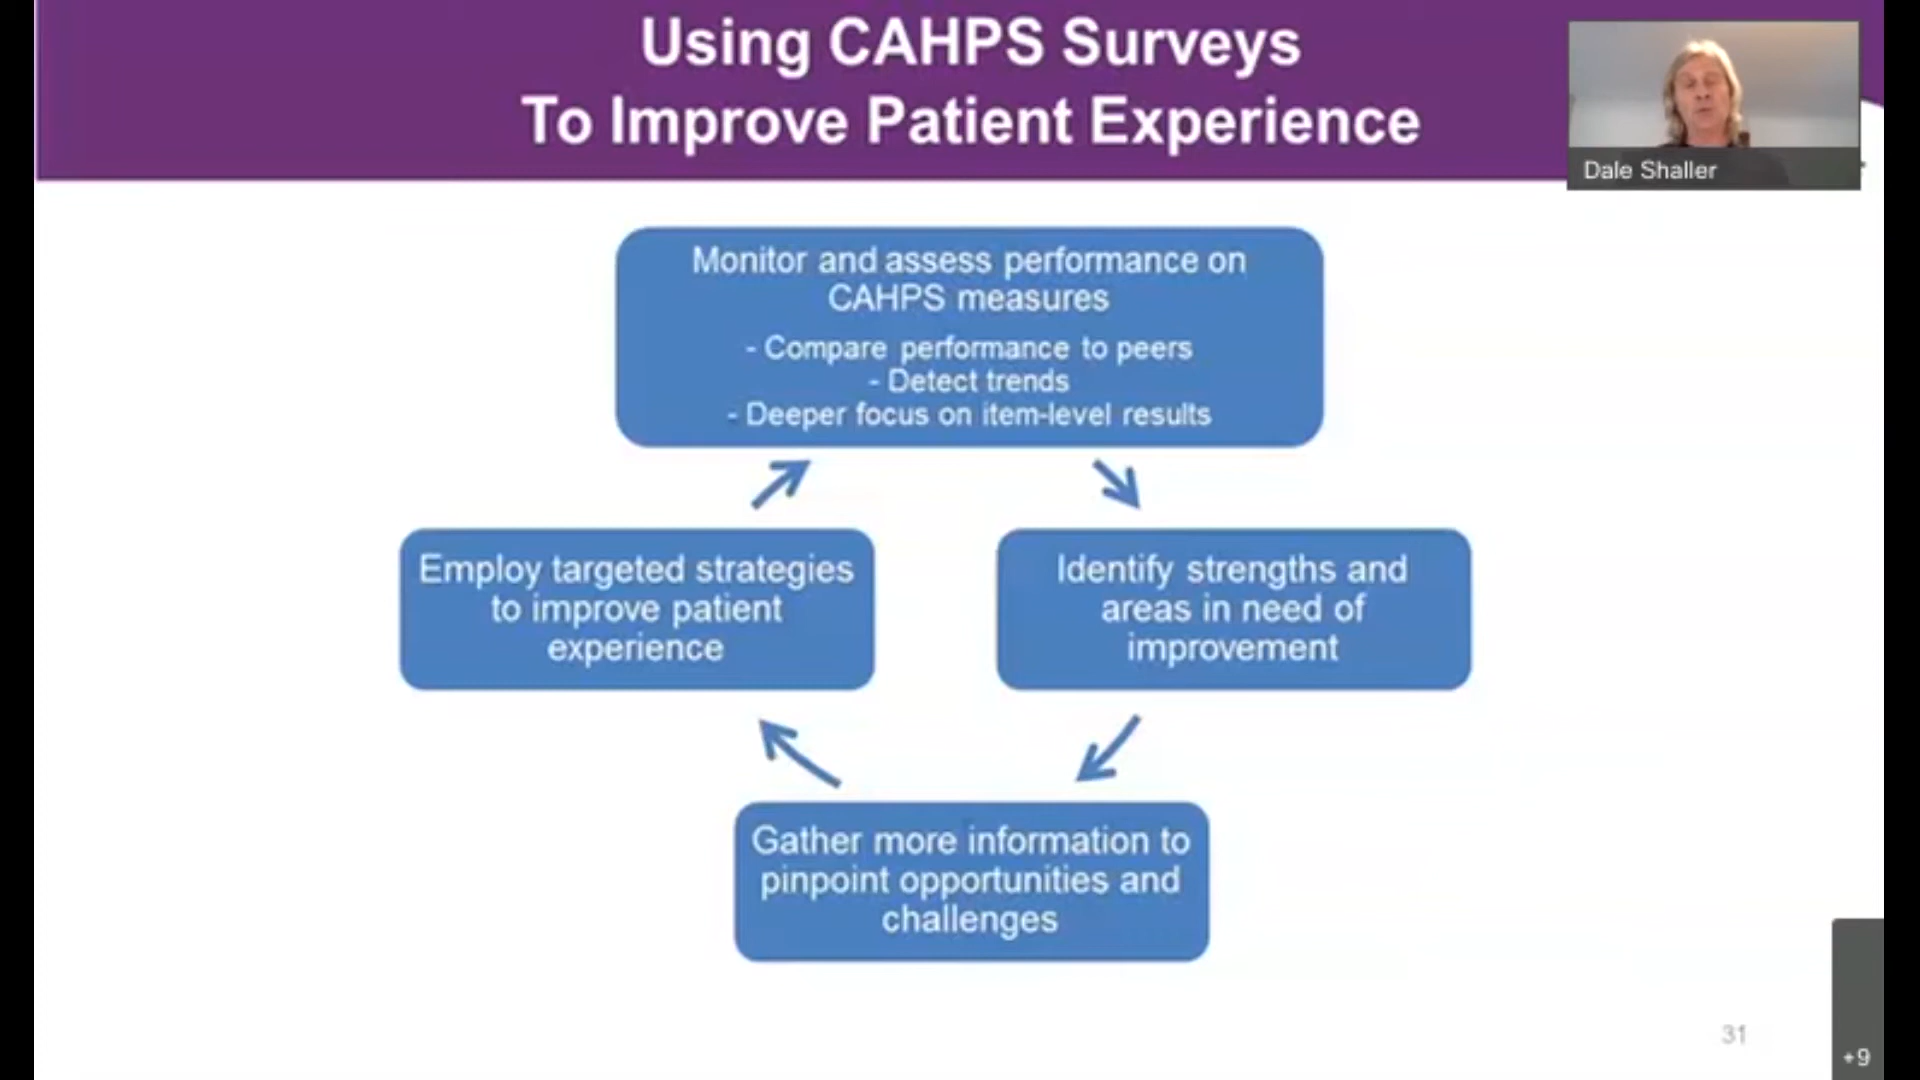 Using CAHPS Surveys
To Improve Patient Experience
Dale Shaller
Monitor and assess performance on
CAHPS measures
- Compare performance to peers
- Detect trends
- Deeper focus on item-level results
Employ targeted strategies
to improve patient
experience
Identify strengths and
areas in need of
improvement
Gather more information to
pinpoint opportunities and
challenges
31
+9